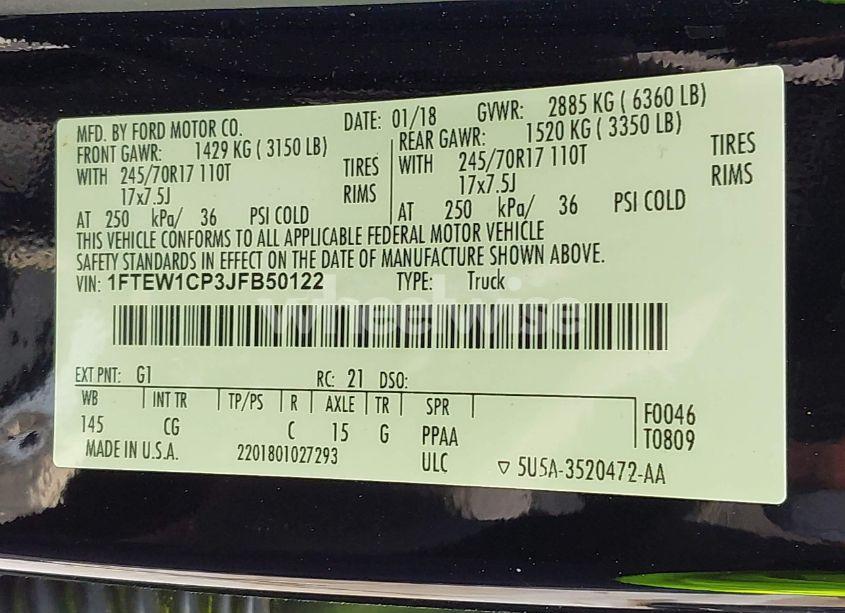 MFD. BY FORD MOTOR CO. DATE: 01/18 GVWR: 2885 KG ( 6360 LB)
FRONT GAWR: 1429 KG ( 3150 LB) REAR GAWR: 1520 KG ( 3350 LB)
WITH 245/70R17 110T TIRES WITH 245/70R17 110T TIRES
17x7.5J RIMS 17x7.5J RIMS
AT 250 kPa/ 36 PSI COLD AT 250 kPa/ 36 PSI COLD
THIS VEHICLE CONFORMS TO ALL APPLICABLE FEDERAL MOTOR VEHICLE
SAFETY STANDARDS IN EFFECT ON THE DATE OF MANUFACTURE SHOWN ABOVE.
VIN: 1FTEW1CP3JFB50122 TYPE: Truck
wheelwise
EXT PNT: G1 RC: 21 DSO:
WB INT TR TP/PS R AXLE TR SPR F0046
145 CG C 15 G PPAA T0809
MADE IN U.S.A. 2201801027293 ULC ▽ 5U5A-3520472-AA